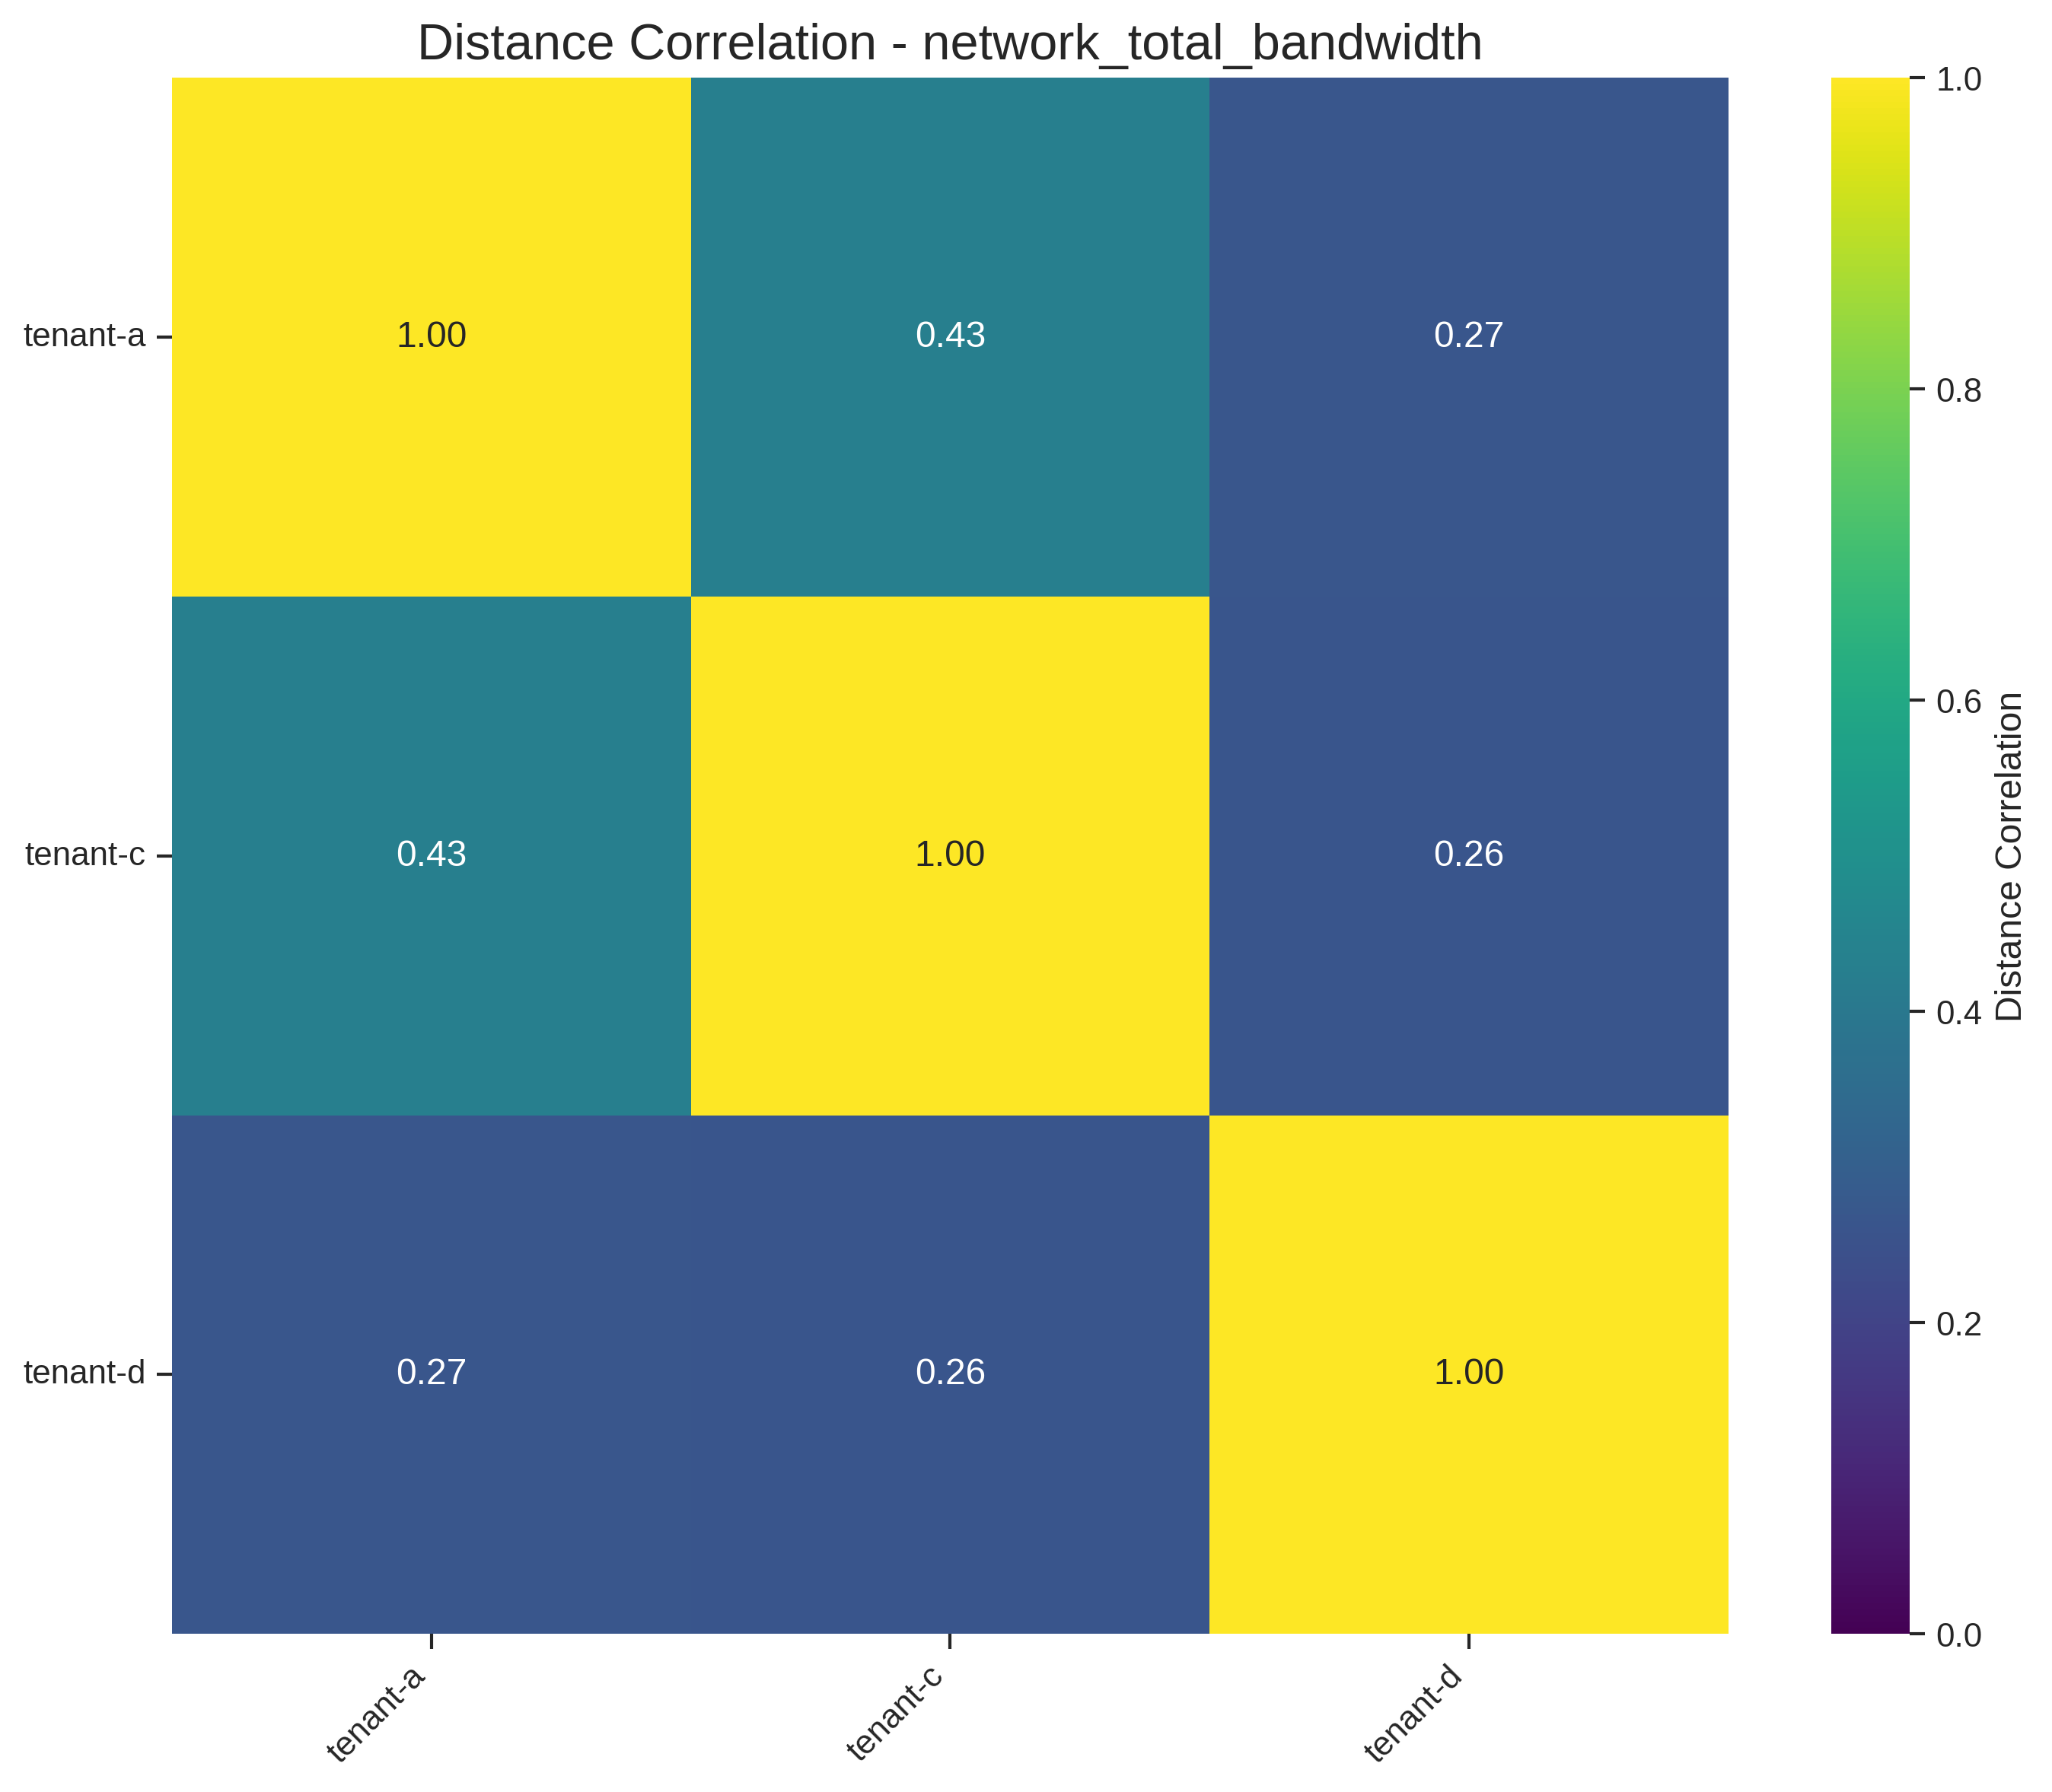 Distance Correlation - network_total_bandwidth
tenant-a
1.00
0.43
0.27
tenant-c
0.43
1.00
0.26
tenant-d
0.27
0.26
1.00
tenant-a
tenant-c
tenant-d
1.0
0.8
0.6
0.4
0.2
0.0
Distance Correlation